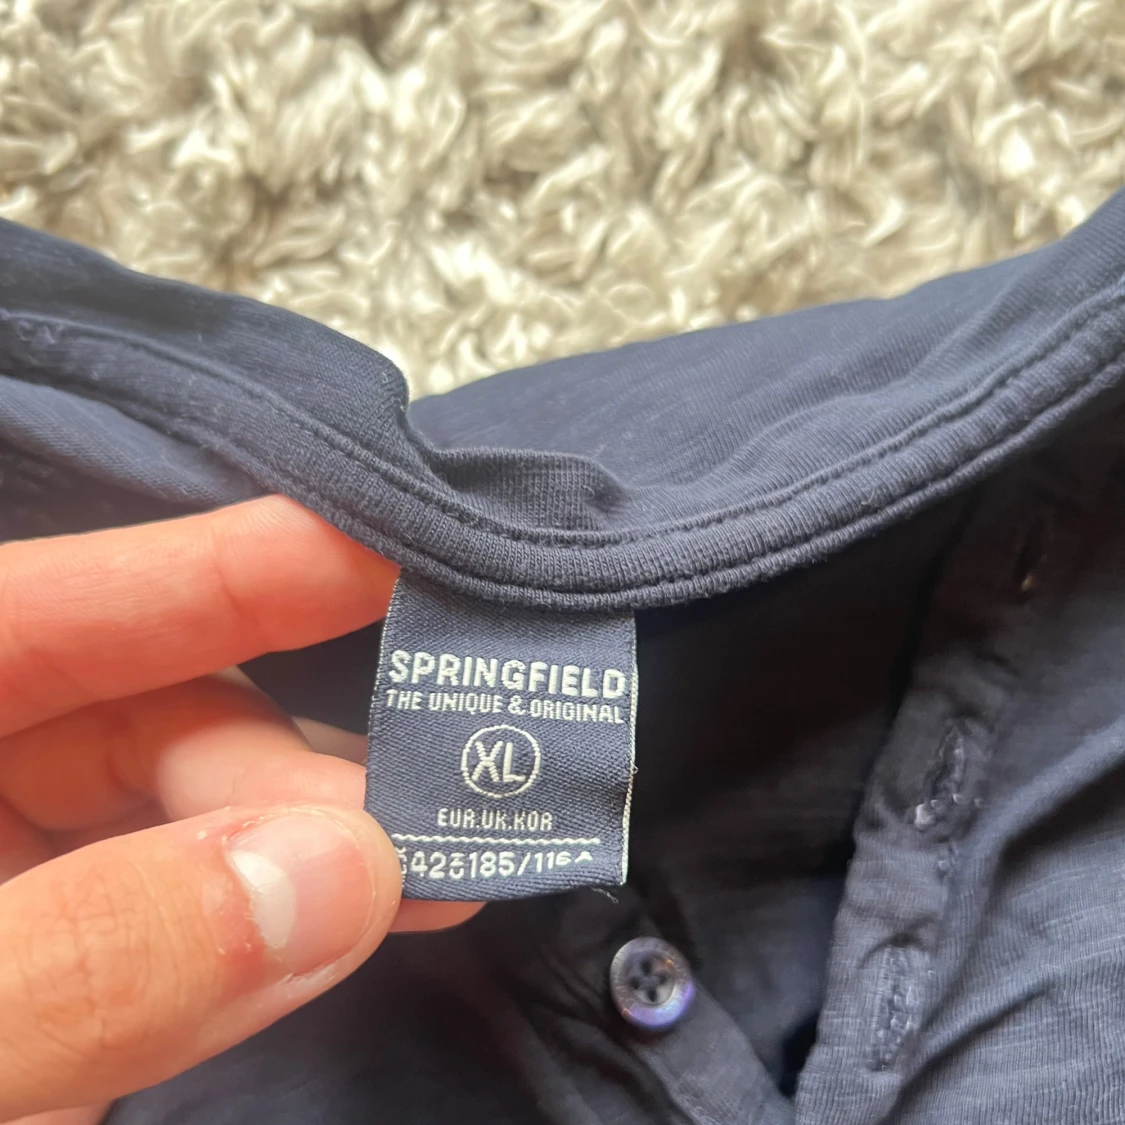 SPRINGFIELD
THE UNIQUE & ORIGINAL
XL
EUR.UK.KOR
42 185/116A